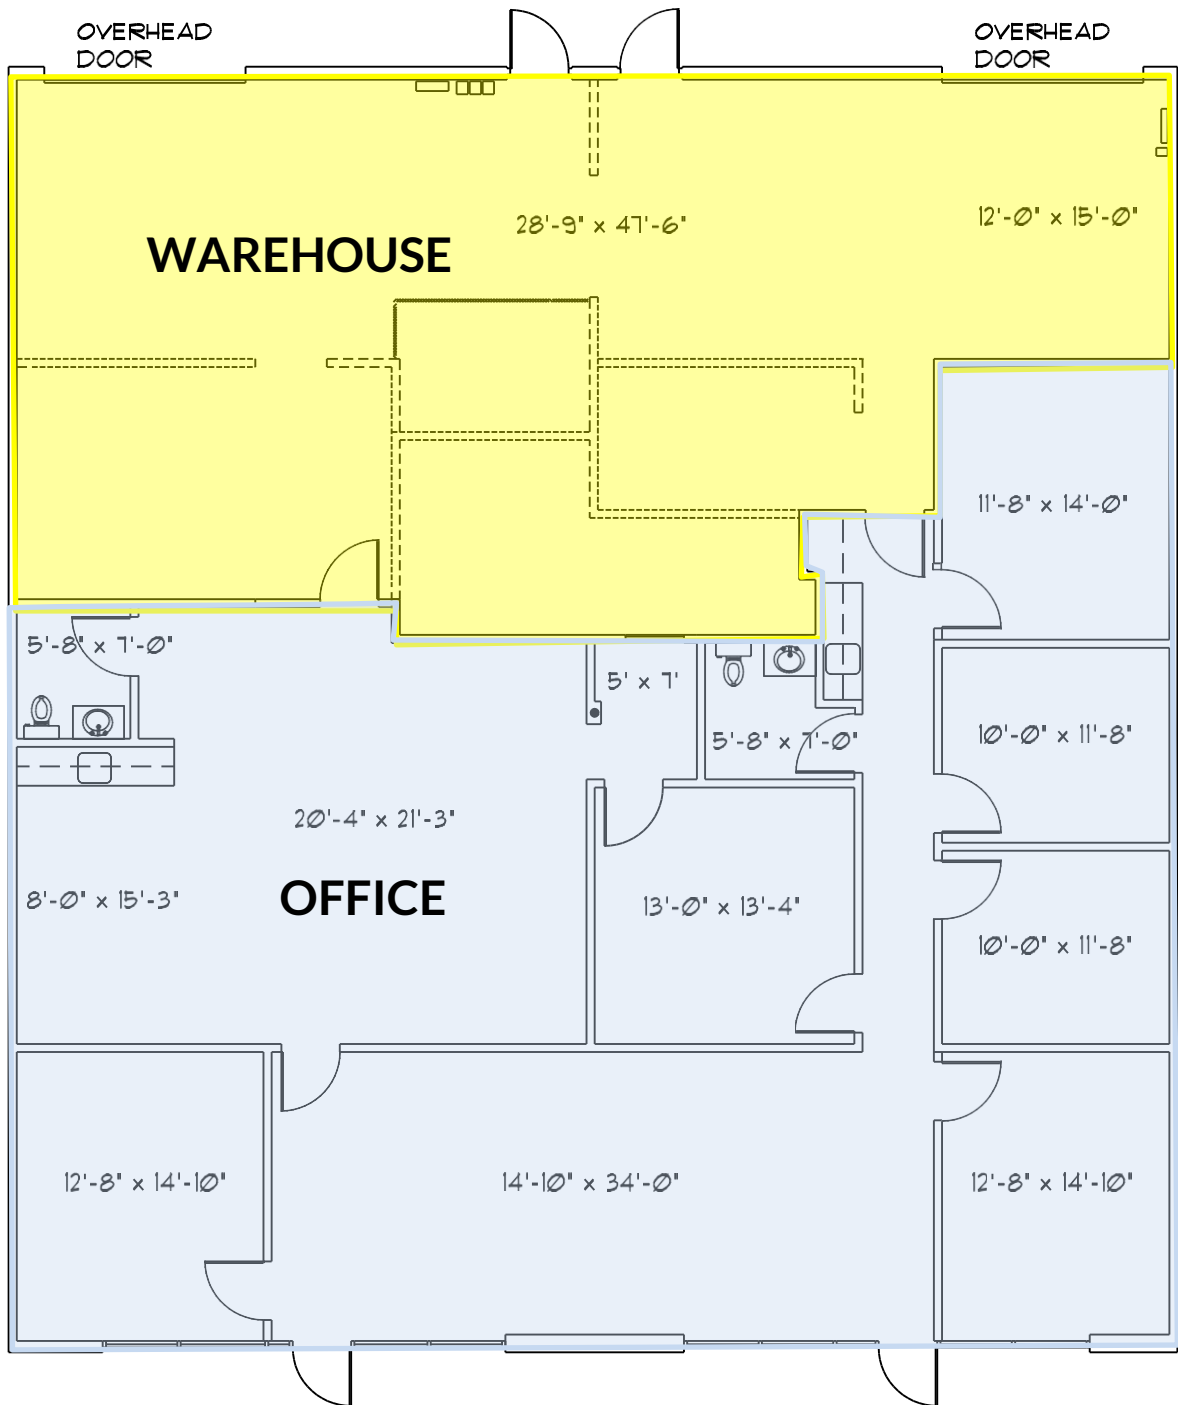 OVERHEAD
DOOR
OVERHEAD
DOOR
28'-9" x 47'-6"
12'-0" x 15'-0"
WAREHOUSE
11'-8" x 14'-0"
5'-8" x 7'-0"
5' x 7'
5'-8" x 7'-0"
10'-0" x 11'-8"
20'-4" x 21'-3"
8'-0" x 15'-3"
OFFICE
13'-0" x 13'-4"
10'-0" x 11'-8"
12'-8" x 14'-10"
14'-10" x 34'-0"
12'-8" x 14'-10"